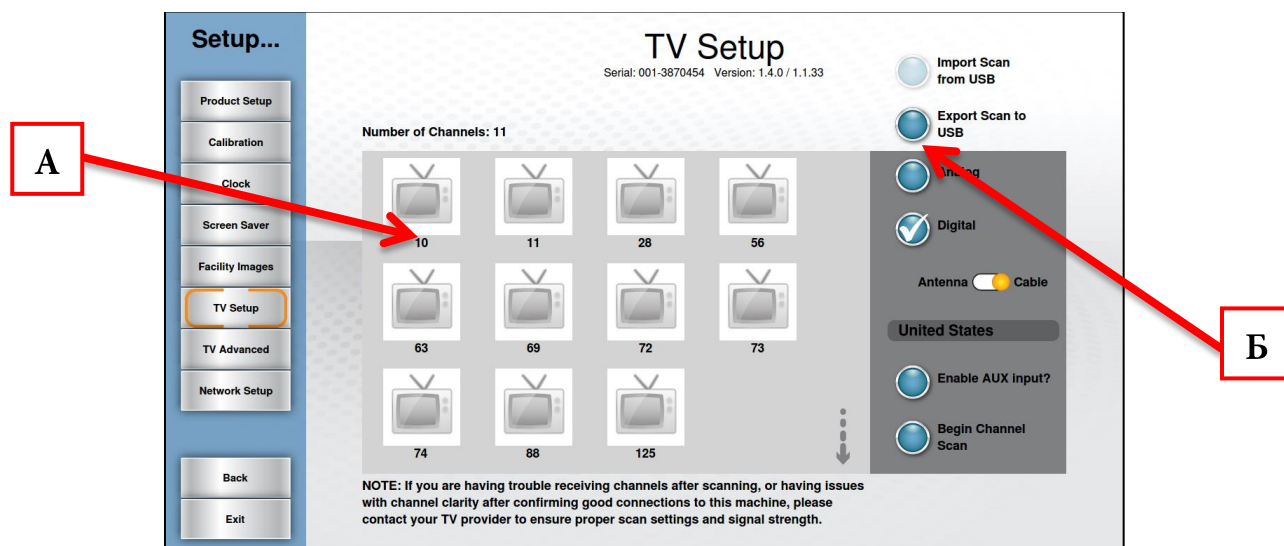 Setup...
Product Setup
Calibration
Clock
Screen Saver
Facility Images
TV Setup
TV Advanced
Network Setup
Back
Exit
А
TV Setup
Serial: 001-3870454 Version: 1.4.0 / 1.1.33
Number of Channels: 11
10 11 28 56
63 69 72 73
74 88 125
NOTE: If you are having trouble receiving channels after scanning, or having issues
with channel clarity after confirming good connections to this machine, please
contact your TV provider to ensure proper scan settings and signal strength.
Import Scan
from USB
Export Scan to
USB
Analog
Digital
Antenna Cable
United States
Enable AUX input?
Begin Channel
Scan
Б